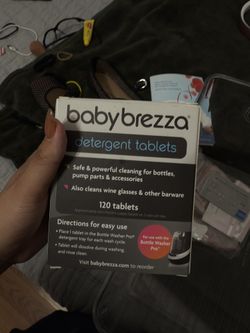 babybrezza
detergent tablets
Safe & powerful cleaning for bottles,
pump parts & accessories
Also cleans wine glasses & other barware
120 tablets
Directions for easy use
• Place 1 tablet in the Bottle Washer Pro®
detergent tray for each wash cycle.
• Tablet will dissolve during washing
and rinse clean.
For use with the
Bottle Washer
Pro™
Visit babybrezza.com to reorder